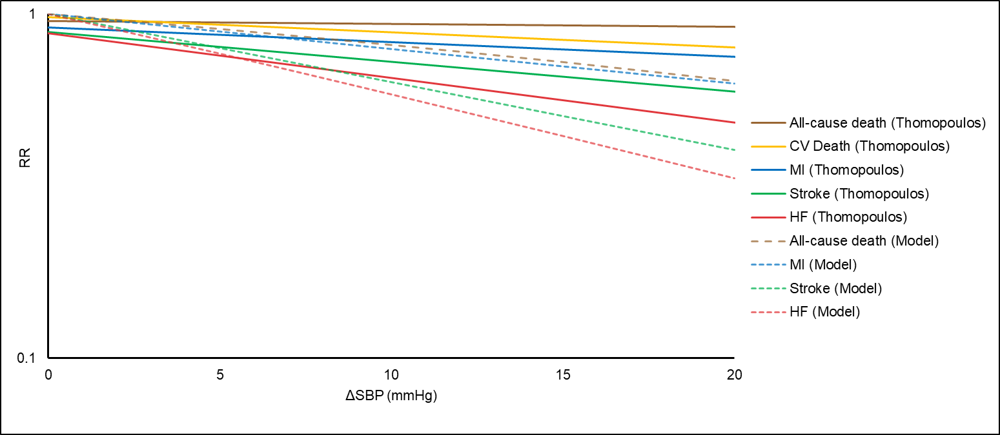 1
RR
0.1
0
5
10
15
20
ΔSBP (mmHg)
All-cause death (Thomopoulos)
CV Death (Thomopoulos)
MI (Thomopoulos)
Stroke (Thomopoulos)
HF (Thomopoulos)
All-cause death (Model)
MI (Model)
Stroke (Model)
HF (Model)